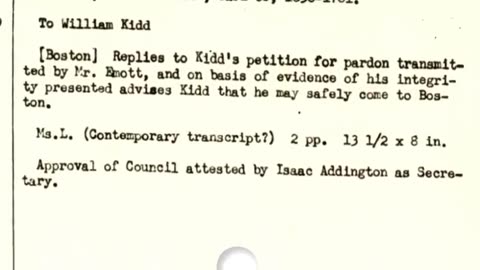 To William Kidd
[Boston] Replies to Kidd's petition for pardon transmit-
ted by Mr. Emott, and on basis of evidence of his integri-
ty presented advises Kidd that he may safely come to Bos-
ton.
Ms.L. (Contemporary transcript?) 2 pp. 13 1/2 x 8 in.
Approval of Council attested by Isaac Addington as Secre-
tary.